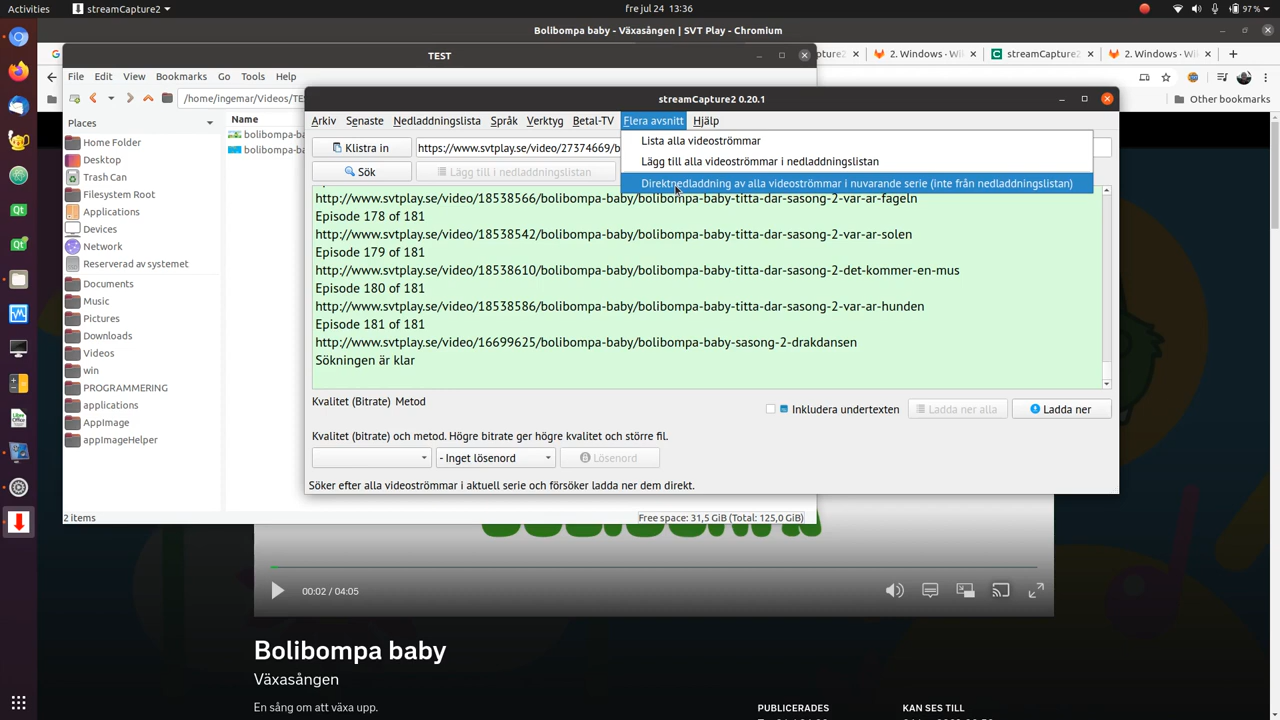 Activities
streamCapture2
fre jul 24 13:36
97 %
Bolibompa baby - Växasången | SVT Play - Chromium
2. Windows - Wik
streamCapture2
2. Windows · Wik
TEST
File Edit View Bookmarks Go Tools Help
/home/ingemar/Videos/TE
Other bookmarks
Places
Home Folder
Desktop
Trash Can
Filesystem Root
Applications
Devices
Network
Reserverad av systemet
Documents
Music
Pictures
Downloads
Videos
win
PROGRAMMERING
applications
AppImage
appImageHelper
Name
bolibompa-ba
bolibompa-ba
2 items
Free space: 31,5 GiB (Total: 125,0 GiB)
streamCapture2 0.20.1
Arkiv Senaste Nedladdningslista Språk Verktyg Betal-TV Flera avsnitt Hjälp
Klistra in
https://www.svtplay.se/video/27374669/b
Sök
Lägg till i nedladdningslistan
Lista alla videoströmmar
Lägg till alla videoströmmar i nedladdningslistan
Direktnedladdning av alla videoströmmar i nuvarande serie (inte från nedladdningslistan)
http://www.svtplay.se/video/18538566/bolibompa-baby/bolibompa-baby-titta-dar-sasong-2-var-ar-fageln
Episode 178 of 181
http://www.svtplay.se/video/18538542/bolibompa-baby/bolibompa-baby-titta-dar-sasong-2-var-ar-solen
Episode 179 of 181
http://www.svtplay.se/video/18538610/bolibompa-baby/bolibompa-baby-titta-dar-sasong-2-det-kommer-en-mus
Episode 180 of 181
http://www.svtplay.se/video/18538586/bolibompa-baby/bolibompa-baby-titta-dar-sasong-2-var-ar-hunden
Episode 181 of 181
http://www.svtplay.se/video/16699625/bolibompa-baby/bolibompa-baby-sasong-2-drakdansen
Sökningen är klar
Kvalitet (Bitrate) Metod
Inkludera undertexten
Ladda ner alla
Ladda ner
Kvalitet (bitrate) och metod. Högre bitrate ger högre kvalitet och större fil.
- Inget lösenord
Lösenord
Söker efter alla videoströmmar i aktuell serie och försöker ladda ner dem direkt.
00:02 / 04:05
Bolibompa baby
Växasången
En sång om att växa upp.
PUBLICERADES
KAN SES TILL